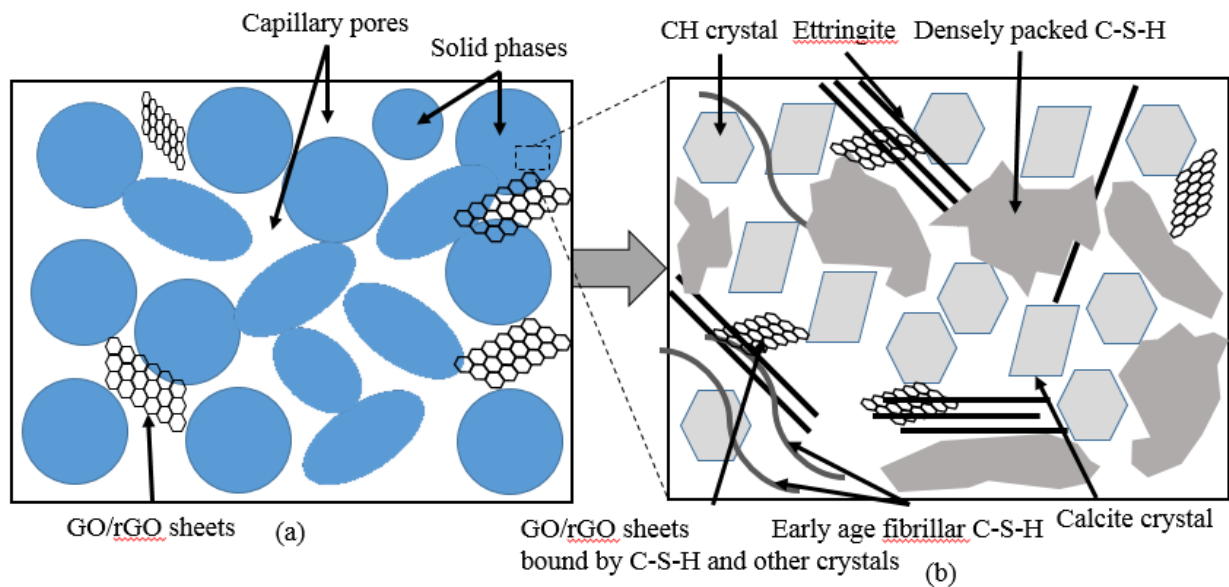 Capillary pores
Solid phases
GO/rGO sheets
(a)
CH crystal
Ettringite
Densely packed C-S-H
GO/rGO sheets
bound by C-S-H and other crystals
Early age fibrillar C-S-H
Calcite crystal
(b)